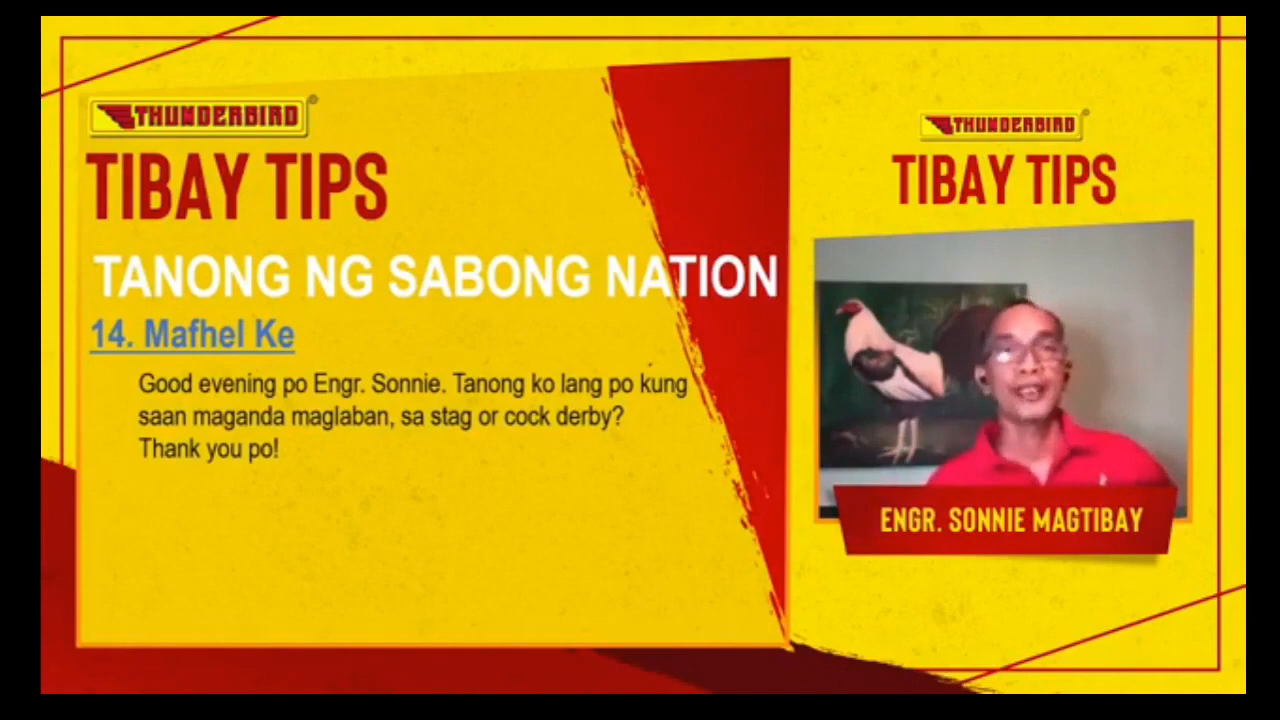 THUNDERBIRD
TIBAY TIPS
TANONG NG SABONG NATION
14. Mafhel Ke
Good evening po Engr. Sonnie. Tanong ko lang po kung
saan maganda maglaban, sa stag or cock derby?
Thank you po!
THUNDERBIRD
TIBAY TIPS
ENGR. SONNIE MAGTIBAY